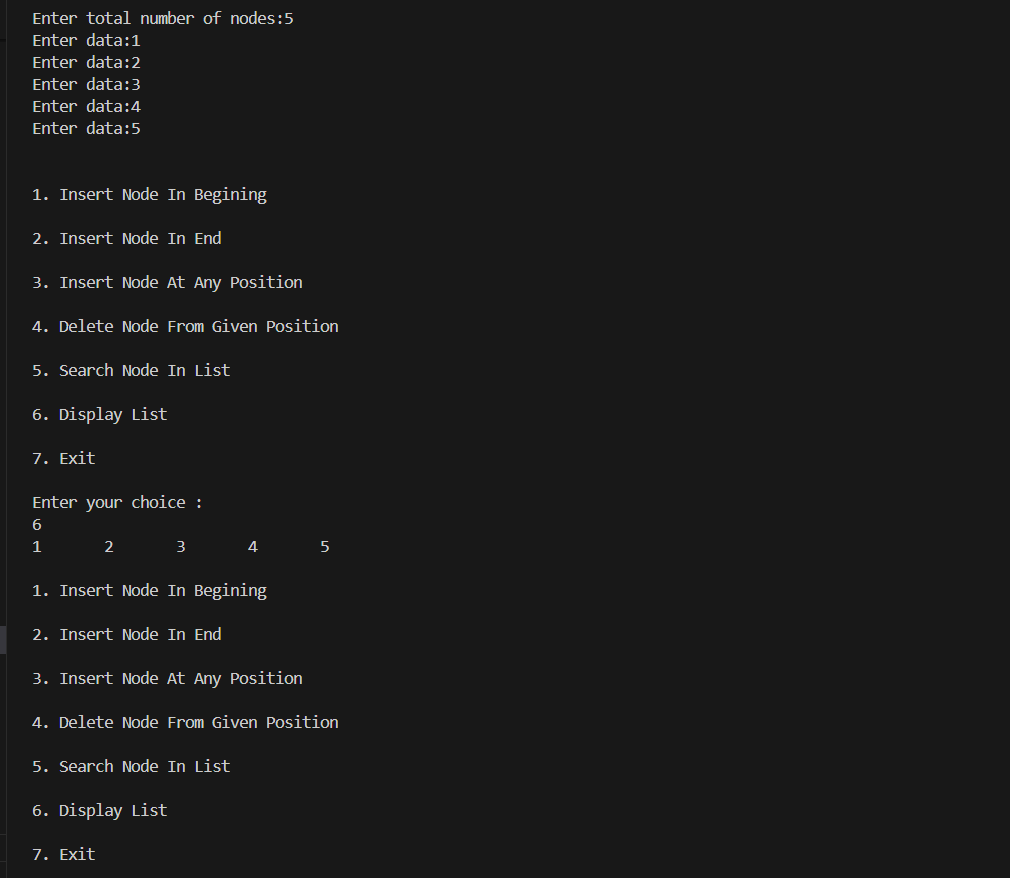 Enter total number of nodes:5
Enter data:1
Enter data:2
Enter data:3
Enter data:4
Enter data:5
1. Insert Node In Begining
2. Insert Node In End
3. Insert Node At Any Position
4. Delete Node From Given Position
5. Search Node In List
6. Display List
7. Exit
Enter your choice :
6
1 2 3 4 5
1. Insert Node In Begining
2. Insert Node In End
3. Insert Node At Any Position
4. Delete Node From Given Position
5. Search Node In List
6. Display List
7. Exit